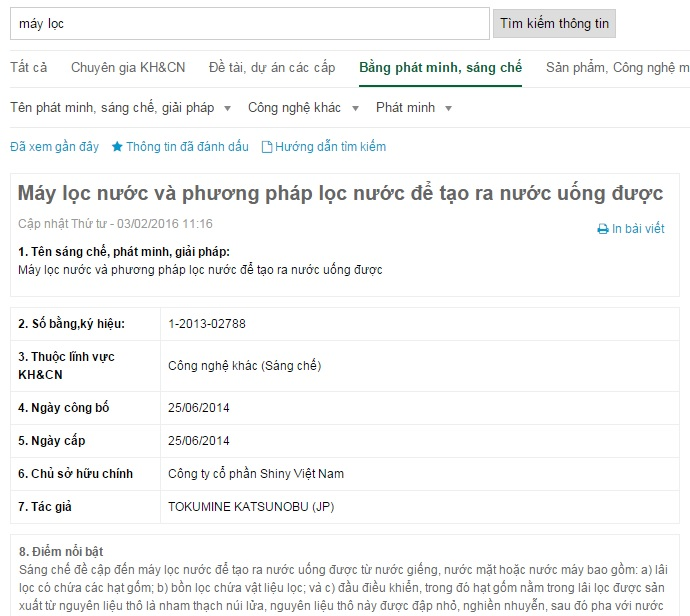 máy lọc
Tìm kiếm thông tin
Tất cả Chuyên gia KH&CN Đề tài, dự án các cấp Bằng phát minh, sáng chế Sản phẩm, Công nghệ m
Tên phát minh, sáng chế, giải pháp Công nghệ khác Phát minh
Đã xem gần đây Thông tin đã đánh dấu Hướng dẫn tìm kiếm
Máy lọc nước và phương pháp lọc nước để tạo ra nước uống được
Cập nhật Thứ tư - 03/02/2016 11:16
In bài viết
1. Tên sáng chế, phát minh, giải pháp:
Máy lọc nước và phương pháp lọc nước để tạo ra nước uống được
2. Số bằng,ký hiệu: 1-2013-02788
3. Thuộc lĩnh vực
KH&CN
Công nghệ khác (Sáng chế)
4. Ngày công bố 25/06/2014
5. Ngày cấp 25/06/2014
6. Chủ sở hữu chính Công ty cổ phần Shiny Việt Nam
7. Tác giả TOKUMINE KATSUNOBU (JP)
8. Điểm nổi bật
Sáng chế đề cập đến máy lọc nước để tạo ra nước uống được từ nước giếng, nước mặt hoặc nước máy bao gồm: a) lõi
lọc có chứa các hạt gốm; b) bồn lọc chứa vật liệu lọc; và c) đầu điều khiển, trong đó hạt gốm nằm trong lõi lọc được sản
xuất từ nguyên liệu thô là nham thạch núi lửa, nguyên liệu thô này được đập nhỏ, nghiền nhuyễn, sau đó pha với nước